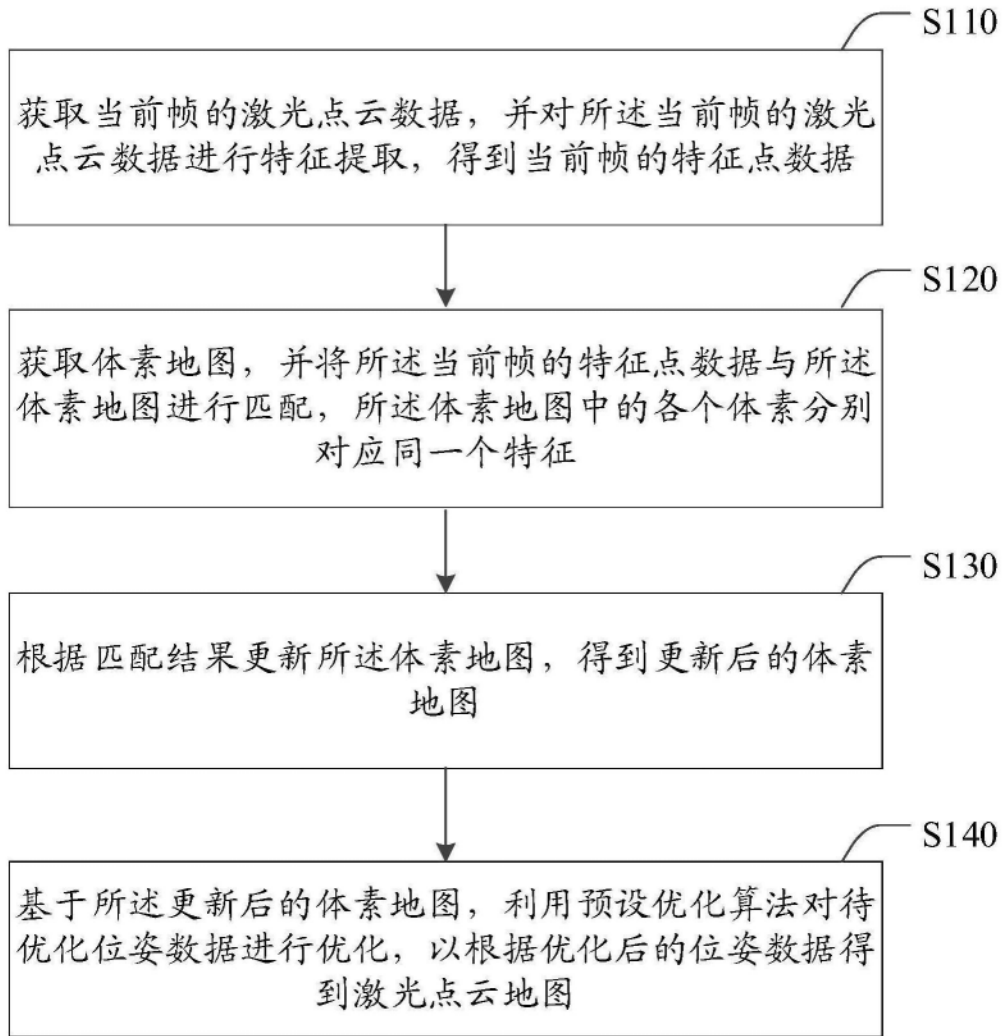 S110
获取当前帧的激光点云数据，并对所述当前帧的激光
点云数据进行特征提取，得到当前帧的特征点数据
S120
获取体素地图，并将所述当前帧的特征点数据与所述
体素地图进行匹配，所述体素地图中的各个体素分别
对应同一个特征
S130
根据匹配结果更新所述体素地图，得到更新后的体素
地图
S140
基于所述更新后的体素地图，利用预设优化算法对待
优化位姿数据进行优化，以根据优化后的位姿数据得
到激光点云地图